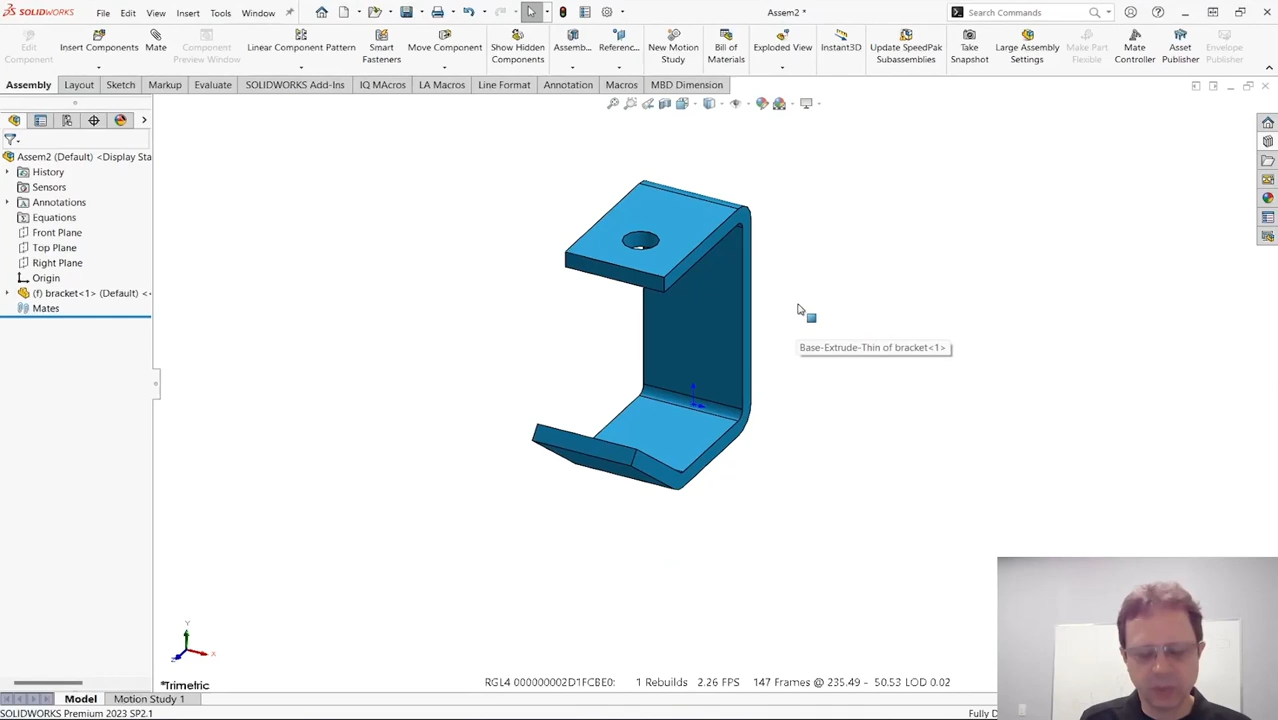 SOLIDWORKS File Edit View Insert Tools Window Assem2 * Search Commands
Edit Component Insert Components Mate Component Preview Window Linear Component Pattern Smart Fasteners Move Component Show Hidden Components Assemb... Referenc... New Motion Study Bill of Materials Exploded View Instant3D Update SpeedPak Subassemblies Take Snapshot Large Assembly Settings Make Part Flexible Mate Controller Asset Publisher Envelope Publisher
Assembly Layout Sketch Markup Evaluate SOLIDWORKS Add-Ins IQ MAcros LA Macros Line Format Annotation Macros MBD Dimension
Assem2 (Default) <Display Sta
History
Sensors
Annotations
Equations
Front Plane
Top Plane
Right Plane
Origin
(f) bracket<1> (Default) <
Mates
Base-Extrude-Thin of bracket<1>
Y
X
Z
*Trimetric
RGL4 000000002D1FCBE0: 1 Rebuilds 2.26 FPS 147 Frames @ 235.49 - 50.53 LOD 0.02
Model Motion Study 1
SOLIDWORKS Premium 2023 SP2.1 Fully D